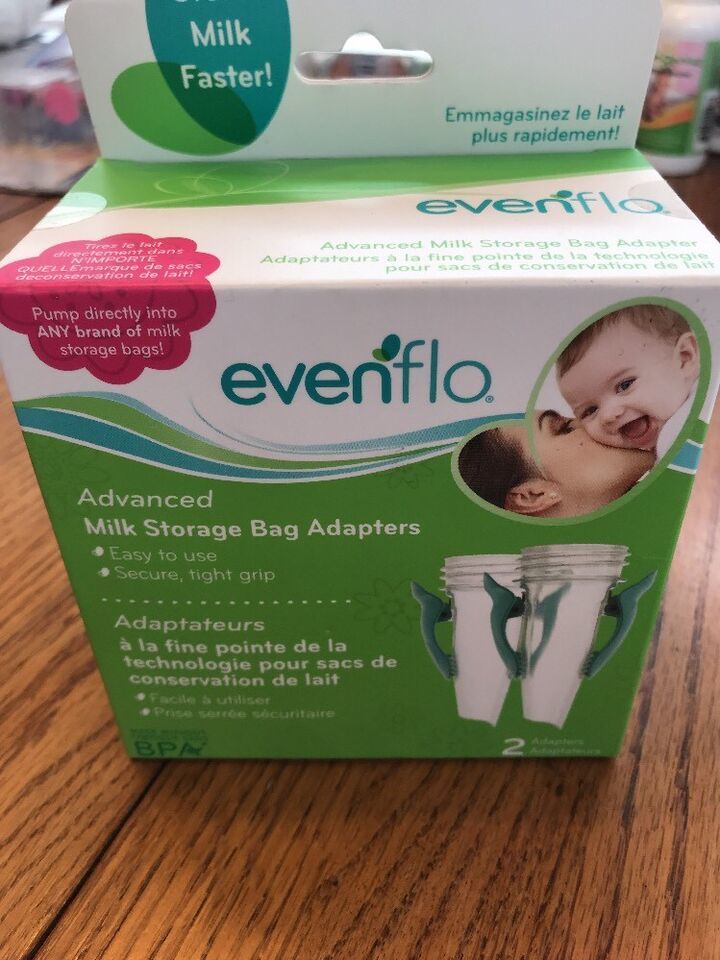 Milk
Faster!
Emmagasinez le lait
plus rapidement!
evenflo
Advanced Milk Storage Bag Adapter
Adaptateurs à la fine pointe de la technologie
pour sacs de conservation de lait
Tirez le lait
directement dans
N'IMPORTE
QUELLEmarque de sacs
deconservation de lait!
Pump directly into
ANY brand of milk
storage bags!
evenflo®
Advanced
Milk Storage Bag Adapters
Easy to use
Secure, tight grip
Adaptateurs
à la fine pointe de la
technologie pour sacs de
conservation de lait
Facile à utiliser
Prise serrée sécuritaire
BPA
2 Adapters
Adaptateurs